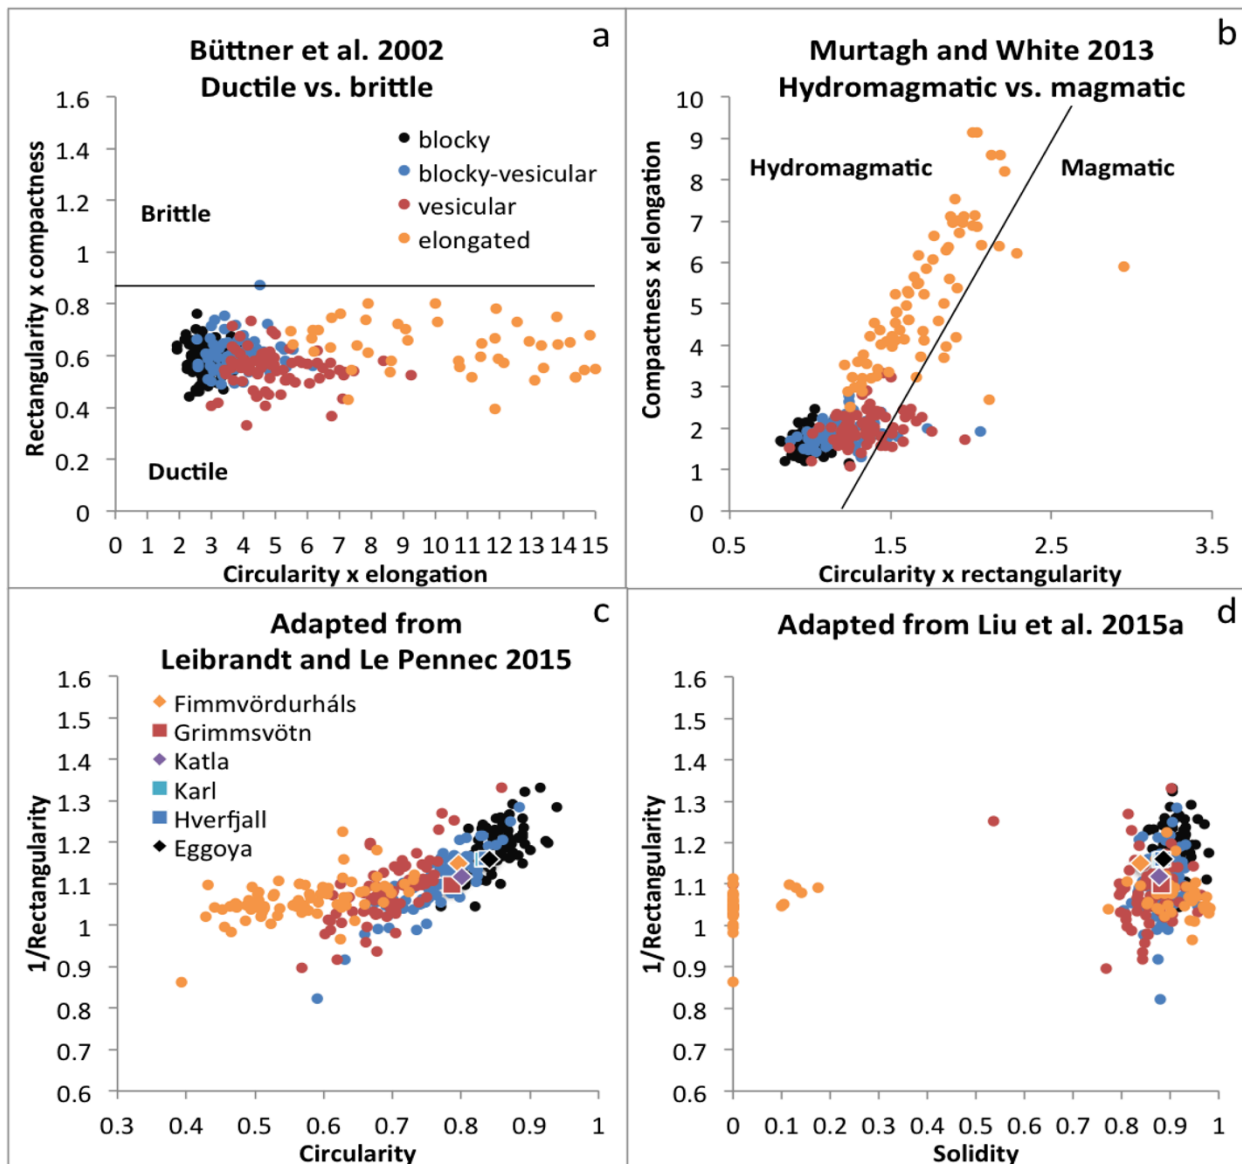 a
Büttner et al. 2002
Ductile vs. brittle
1.6
1.4
1.2
1
0.8
0.6
0.4
0.2
0
Rectangularity x compactness
blocky
blocky-vesicular
vesicular
elongated
Brittle
Ductile
0 1 2 3 4 5 6 7 8 9 10 11 12 13 14 15
Circularity x elongation
b
Murtagh and White 2013
Hydromagmatic vs. magmatic
10
9
8
7
6
5
4
3
2
1
0
Compactness x elongation
Hydromagmatic
Magmatic
0.5 1.5 2.5 3.5
Circularity x rectangularity
c
Adapted from
Leibrandt and Le Pennec 2015
1.6
1.5
1.4
1.3
1.2
1.1
1
0.9
0.8
0.7
0.6
1/Rectangularity
Fimmvördurháls
Grimmsvötn
Katla
Karl
Hverfjall
Eggoya
0.3 0.4 0.5 0.6 0.7 0.8 0.9 1
Circularity
d
Adapted from Liu et al. 2015a
1.6
1.5
1.4
1.3
1.2
1.1
1
0.9
0.8
0.7
0.6
1/Rectangularity
0 0.1 0.2 0.3 0.4 0.5 0.6 0.7 0.8 0.9 1
Solidity